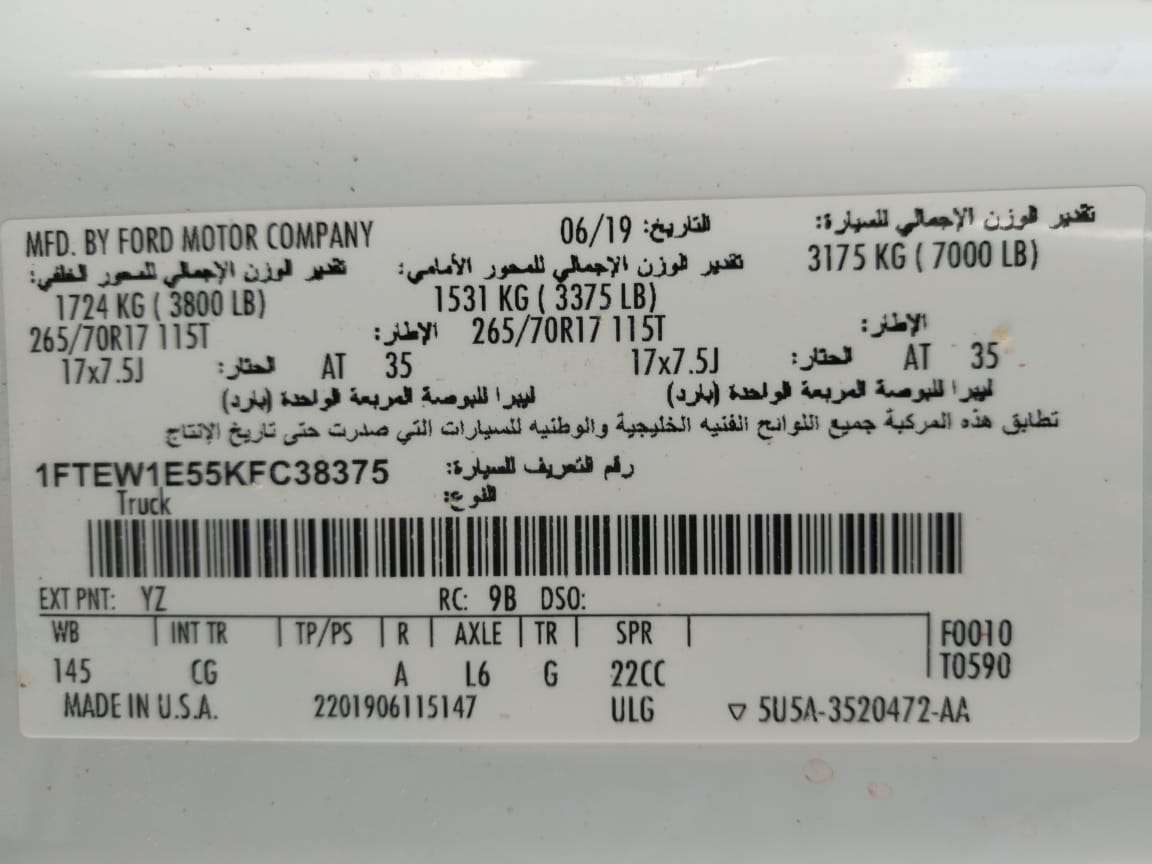 MFD. BY FORD MOTOR COMPANY 06/19 التاريخ: تقدير الوزن الإجمالي للسيارة:
3175 KG ( 7000 LB)
تقدير الوزن الإجمالي للمحور الخلفي: تقدير الوزن الإجمالي للمحور الأمامي:
1724 KG ( 3800 LB) 1531 KG ( 3375 LB)
265/70R17 115T الإطار: 265/70R17 115T الإطار:
17x7.5J الحتار: AT 35 17x7.5J الحتار: AT 35
ليبرا للبوصة المربعة الواحدة (بارد) ليبرا للبوصة المربعة الواحدة (بارد)
تطابق هذه المركبة جميع اللوائح الفنيه الخليجية والوطنيه للسيارات التي صدرت حتى تاريخ الإنتاج
1FTEW1E55KFC38375 رقم التعريف للسيارة:
Truck النوع:
EXT PNT: YZ RC: 9B DSO:
WB INT TR TP/PS R AXLE TR SPR F0010
145 CG A L6 G 22CC T0590
MADE IN U.S.A. 2201906115147 ULG ▽ 5U5A-3520472-AA